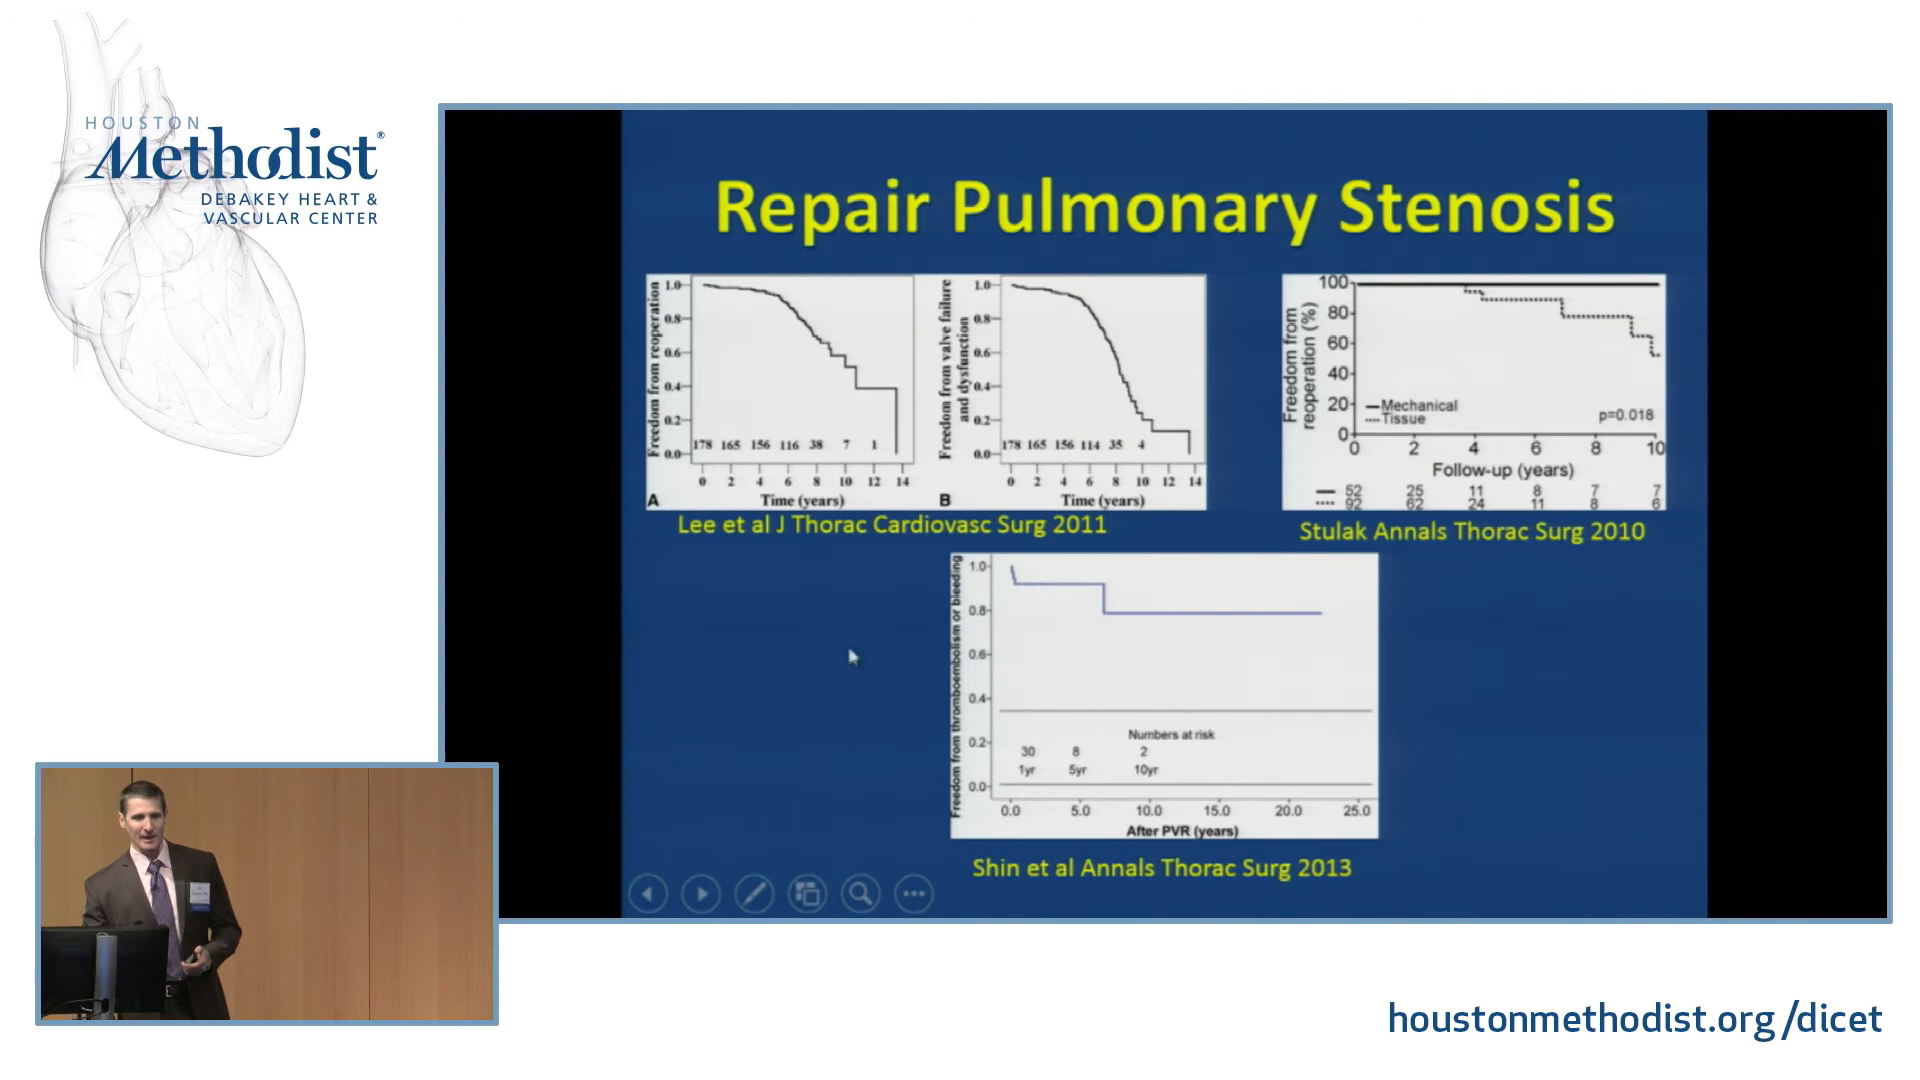 HOUSTON
Methodist®
DEBAKEY HEART &
VASCULAR CENTER
Repair Pulmonary Stenosis
Freedom from reoperation
1.0
0.8
0.6
0.4
0.2
0.0
178 165 156 116 38 7 1
0 2 4 6 8 10 12 14
A
Time (years)
Freedom from valve failure
and dysfunction
1.0
0.8
0.6
0.4
0.2
0.0
178 165 156 114 35 4
0 2 4 6 8 10 12 14
B
Time (years)
Lee et al J Thorac Cardiovasc Surg 2011
Freedom from
reoperation (%)
100
80
60
40
20
0
Mechanical
Tissue
p=0.018
0 2 4 6 8 10
Follow-up (years)
52 25 11 8 7 7
92 62 24 11 8 6
Stulak Annals Thorac Surg 2010
Freedom from thromboembolism or bleeding
1.0
0.8
0.6
0.4
0.2
0.0
Numbers at risk
30 8 2
1yr 5yr 10yr
0.0 5.0 10.0 15.0 20.0 25.0
After PVR (years)
Shin et al Annals Thorac Surg 2013
houstonmethodist.org/dicet